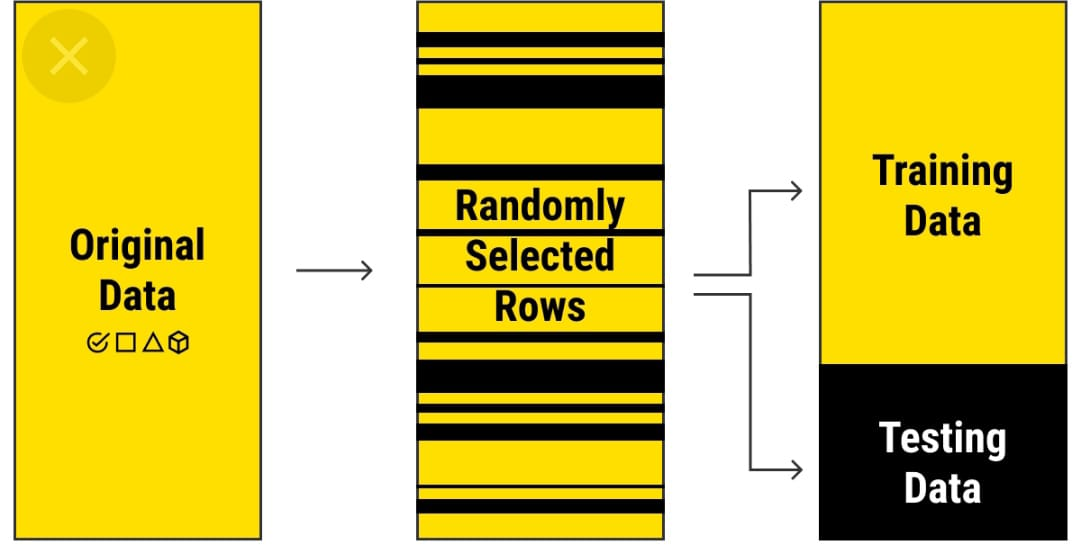 Original
Data
Randomly
Selected
Rows
Training
Data
Testing
Data